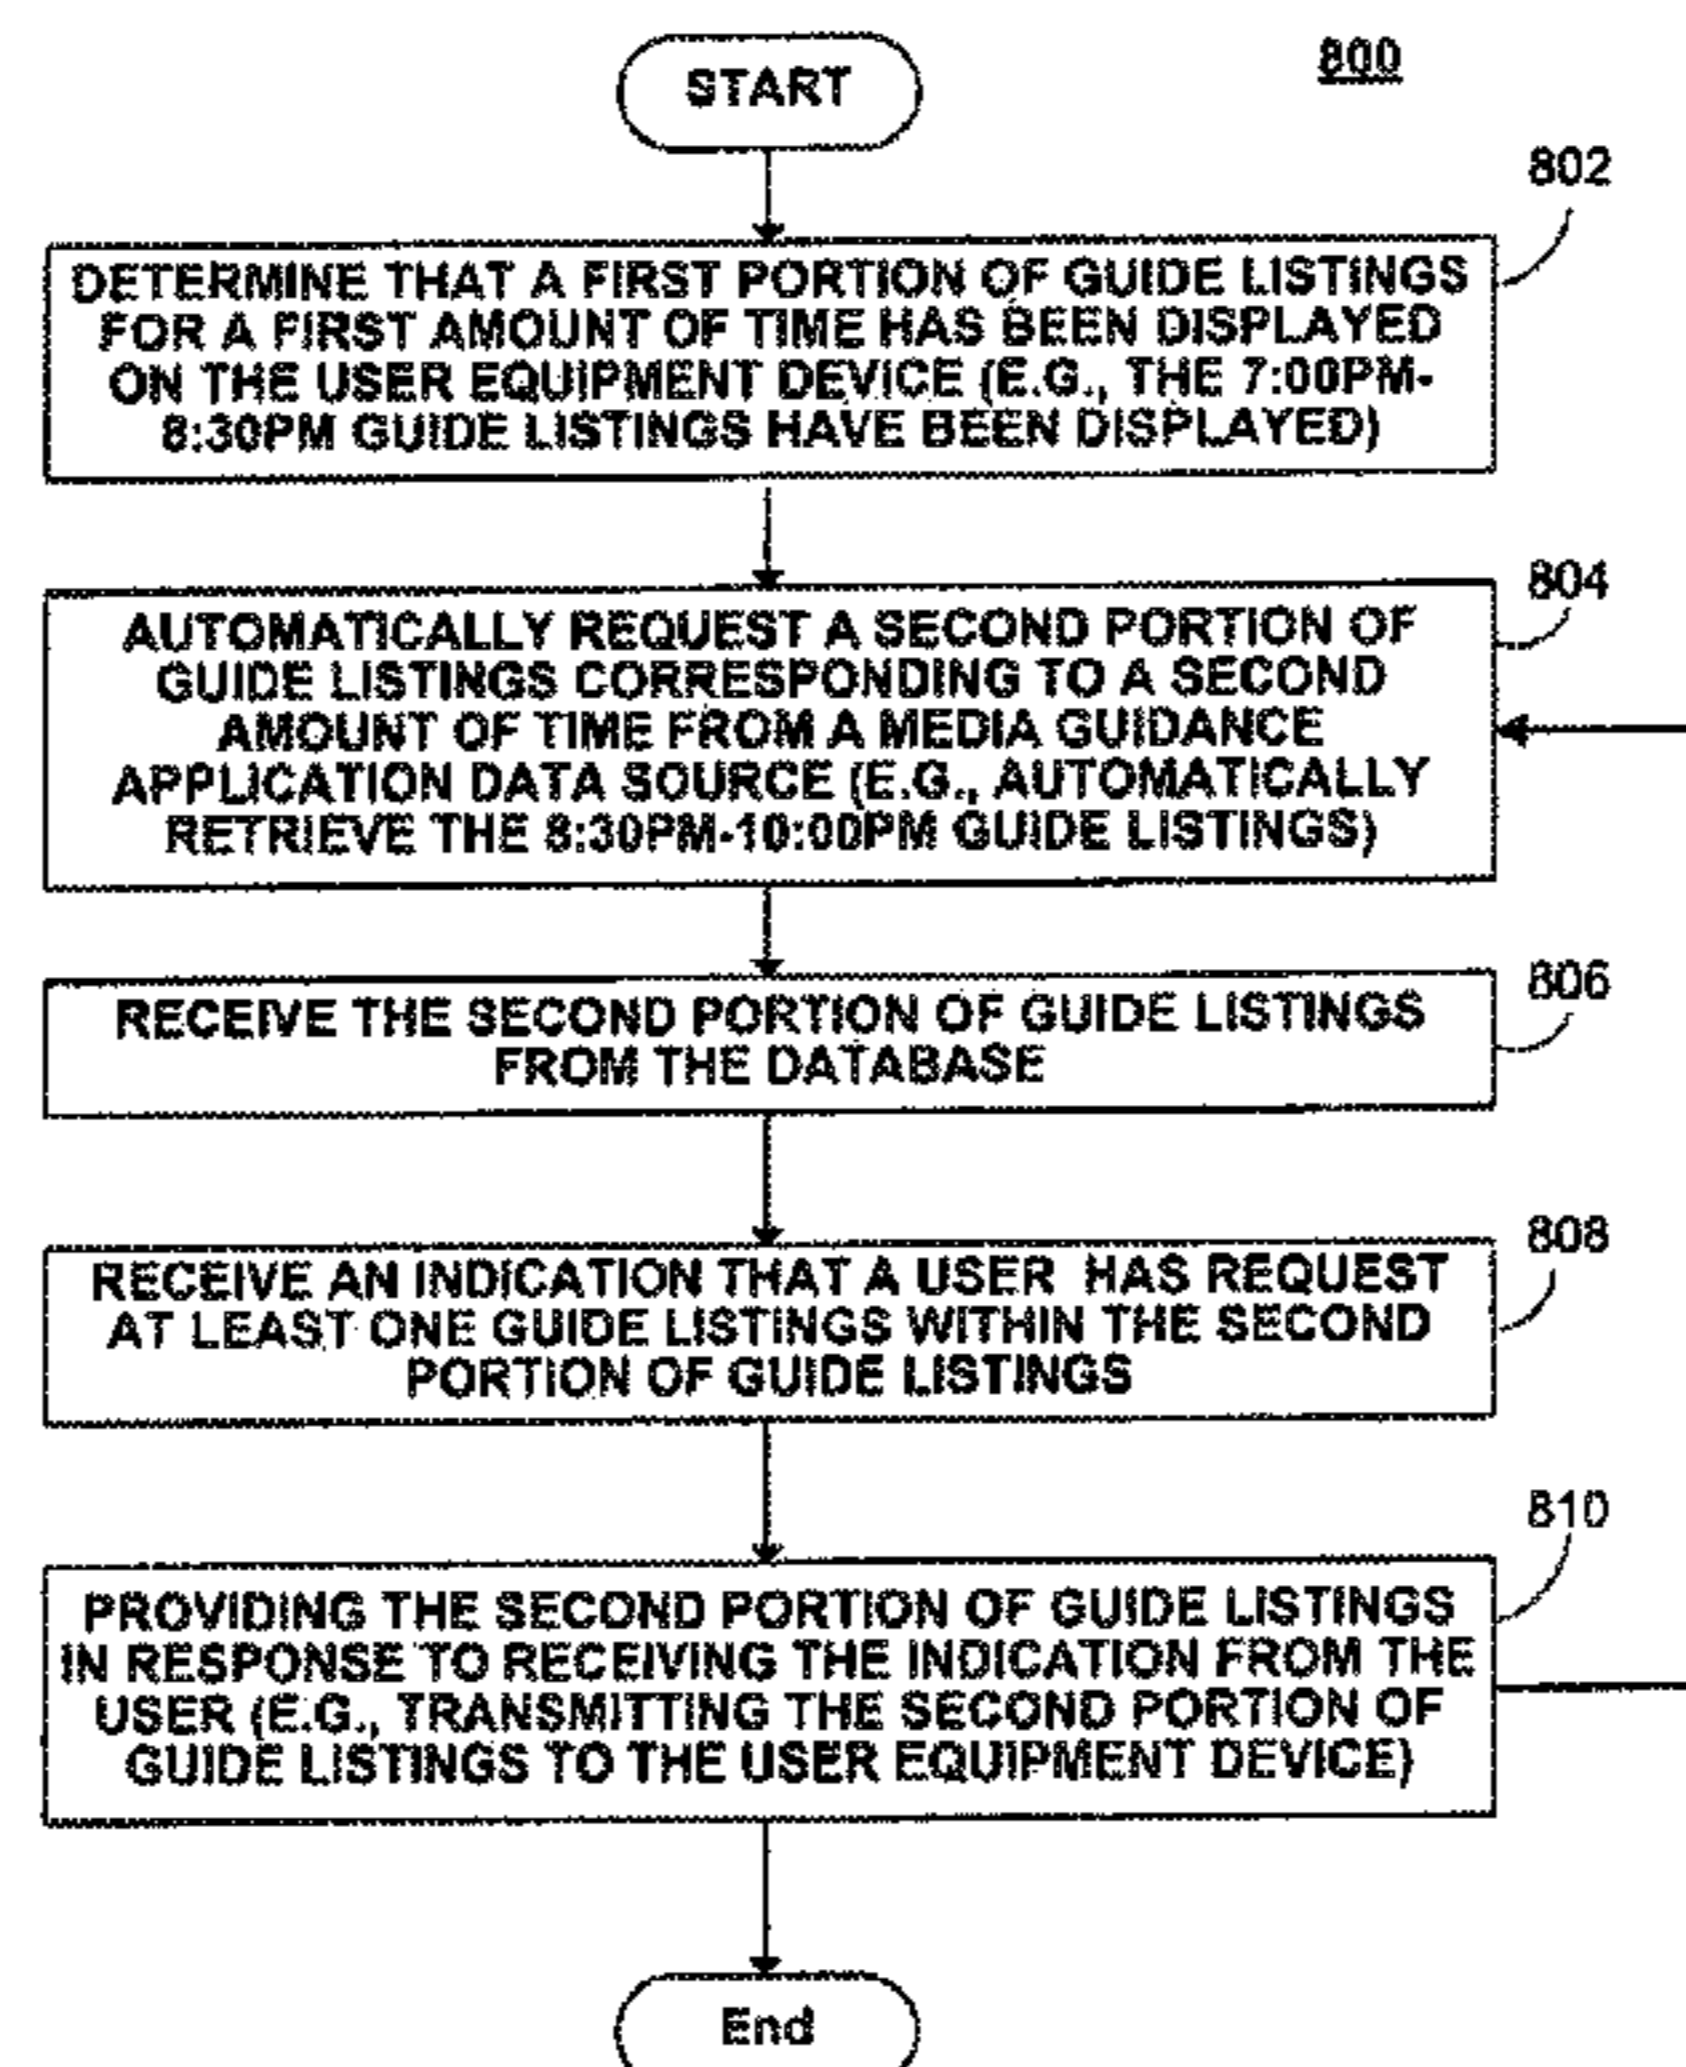 START
800
802
DETERMINE THAT A FIRST PORTION OF GUIDE LISTINGS
FOR A FIRST AMOUNT OF TIME HAS BEEN DISPLAYED
ON THE USER EQUIPMENT DEVICE (E.G., THE 7:00PM-
8:30PM GUIDE LISTINGS HAVE BEEN DISPLAYED)
804
AUTOMATICALLY REQUEST A SECOND PORTION OF
GUIDE LISTINGS CORRESPONDING TO A SECOND
AMOUNT OF TIME FROM A MEDIA GUIDANCE
APPLICATION DATA SOURCE (E.G., AUTOMATICALLY
RETRIEVE THE 8:30PM-10:00PM GUIDE LISTINGS)
806
RECEIVE THE SECOND PORTION OF GUIDE LISTINGS
FROM THE DATABASE
808
RECEIVE AN INDICATION THAT A USER HAS REQUEST
AT LEAST ONE GUIDE LISTINGS WITHIN THE SECOND
PORTION OF GUIDE LISTINGS
810
PROVIDING THE SECOND PORTION OF GUIDE LISTINGS
IN RESPONSE TO RECEIVING THE INDICATION FROM THE
USER (E.G., TRANSMITTING THE SECOND PORTION OF
GUIDE LISTINGS TO THE USER EQUIPMENT DEVICE)
End